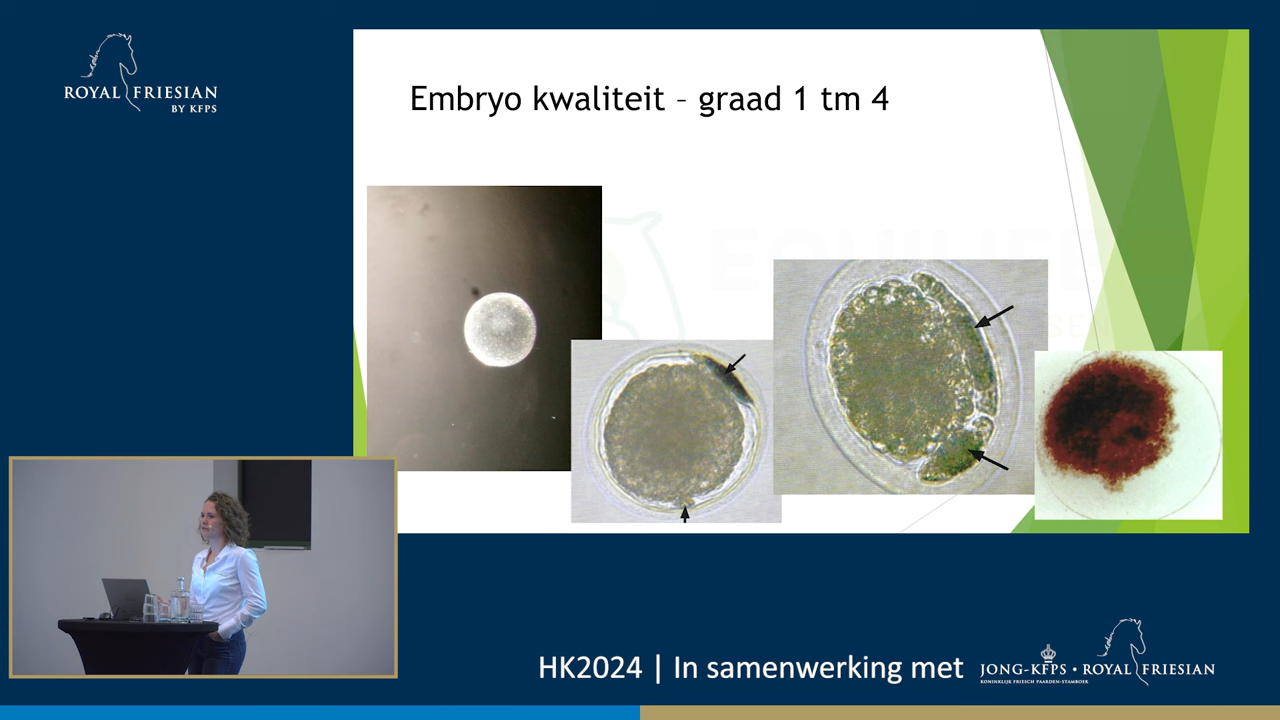 ROYAL FRIESIAN
BY KFPS
Embryo kwaliteit – graad 1 tm 4
HK2024 | In samenwerking met
JONG-KFPS • ROYAL FRIESIAN
KONINKLIJK FRIESCH PAARDEN-STAMBOEK